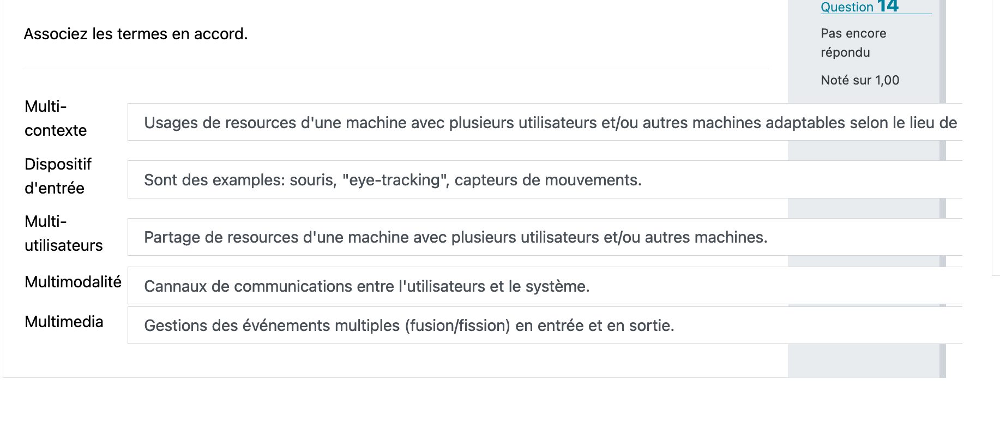 Question 14
Pas encore
répondu
Noté sur 1,00
Associez les termes en accord.
Multi-
contexte
Usages de resources d'une machine avec plusieurs utilisateurs et/ou autres machines adaptables selon le lieu de
Dispositif
d'entrée
Sont des examples: souris, "eye-tracking", capteurs de mouvements.
Multi-
utilisateurs
Partage de resources d'une machine avec plusieurs utilisateurs et/ou autres machines.
Multimodalité
Cannaux de communications entre l'utilisateurs et le système.
Multimedia
Gestions des événements multiples (fusion/fission) en entrée et en sortie.